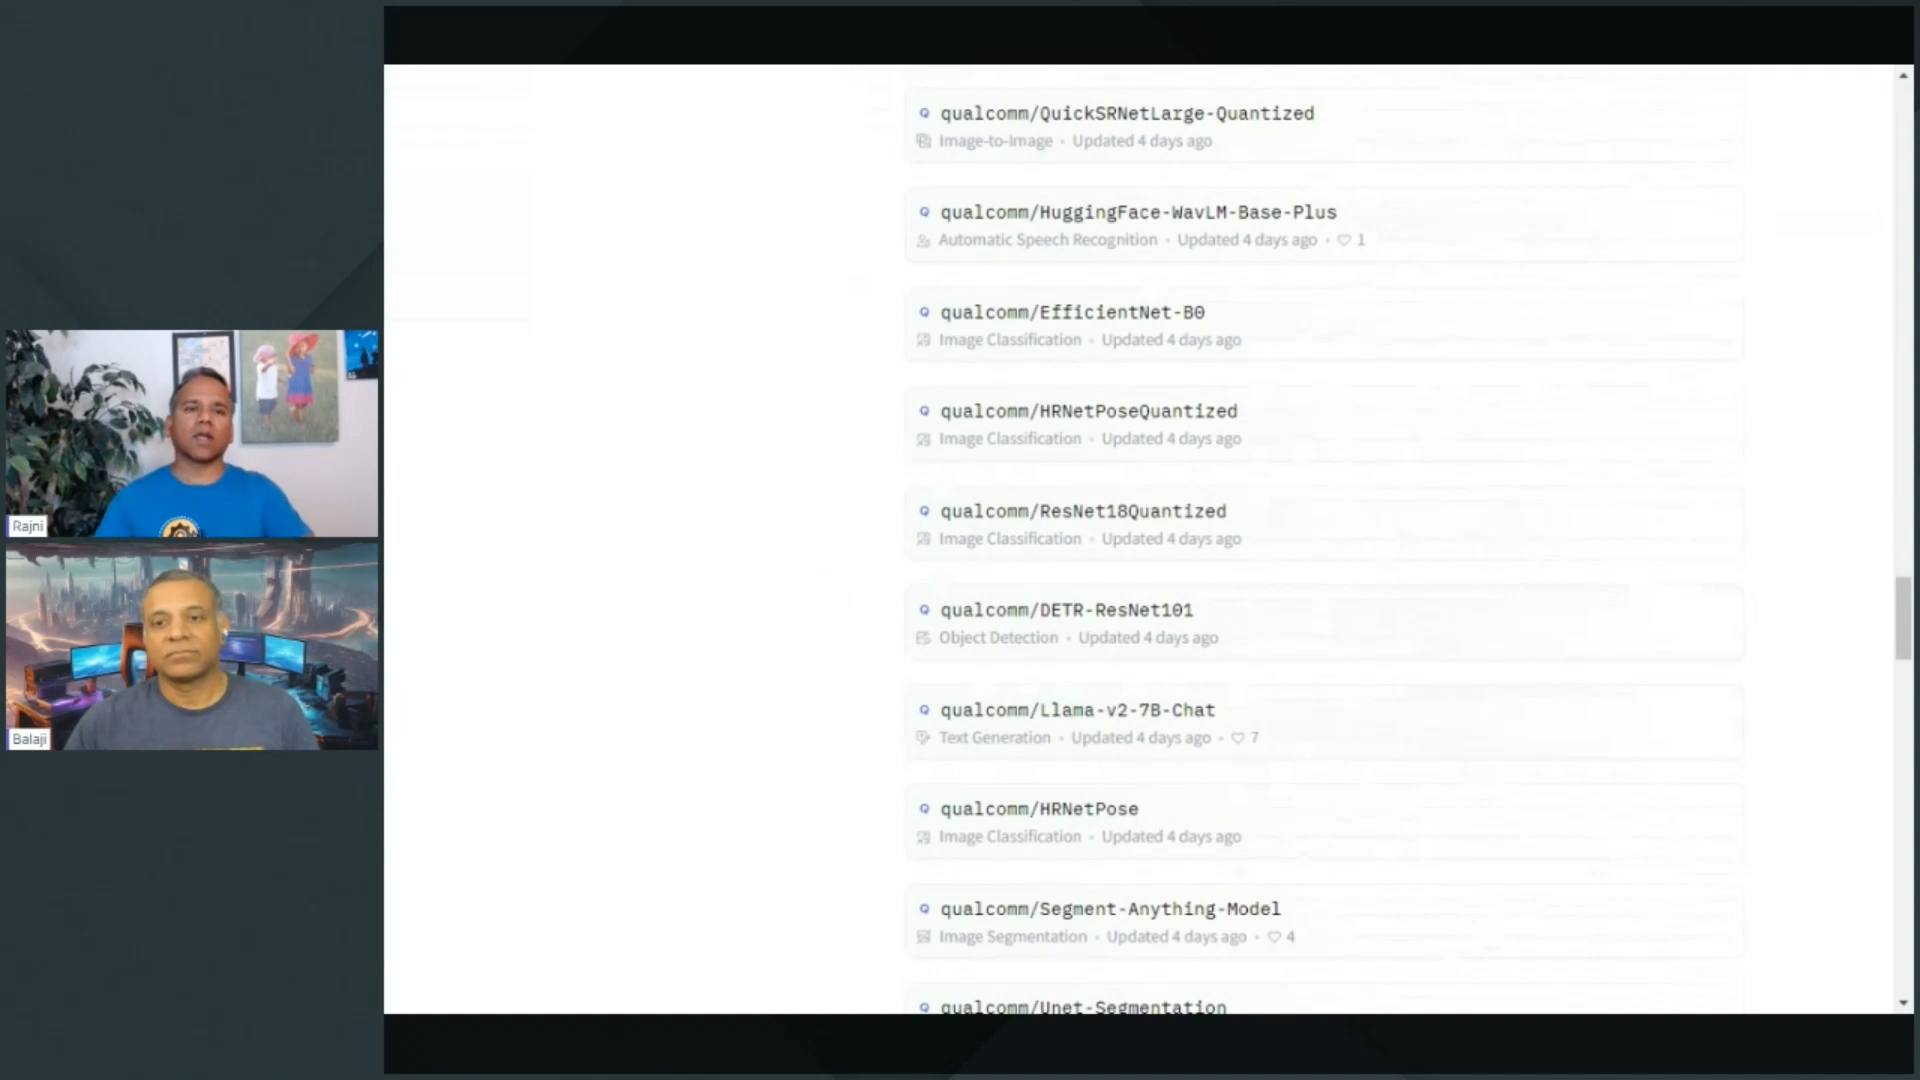 qualcomm/QuickSRNetLarge-Quantized
Image-to-Image • Updated 4 days ago
qualcomm/HuggingFace-WavLM-Base-Plus
Automatic Speech Recognition • Updated 4 days ago • ♡ 1
qualcomm/EfficientNet-B0
Image Classification • Updated 4 days ago
qualcomm/HRNetPoseQuantized
Image Classification • Updated 4 days ago
qualcomm/ResNet18Quantized
Image Classification • Updated 4 days ago
qualcomm/DETR-ResNet101
Object Detection • Updated 4 days ago
qualcomm/Llama-v2-7B-Chat
Text Generation • Updated 4 days ago • ♡ 7
qualcomm/HRNetPose
Image Classification • Updated 4 days ago
qualcomm/Segment-Anything-Model
Image Segmentation • Updated 4 days ago • ♡ 4
qualcomm/Unet-Segmentation
Rajni
Balaji